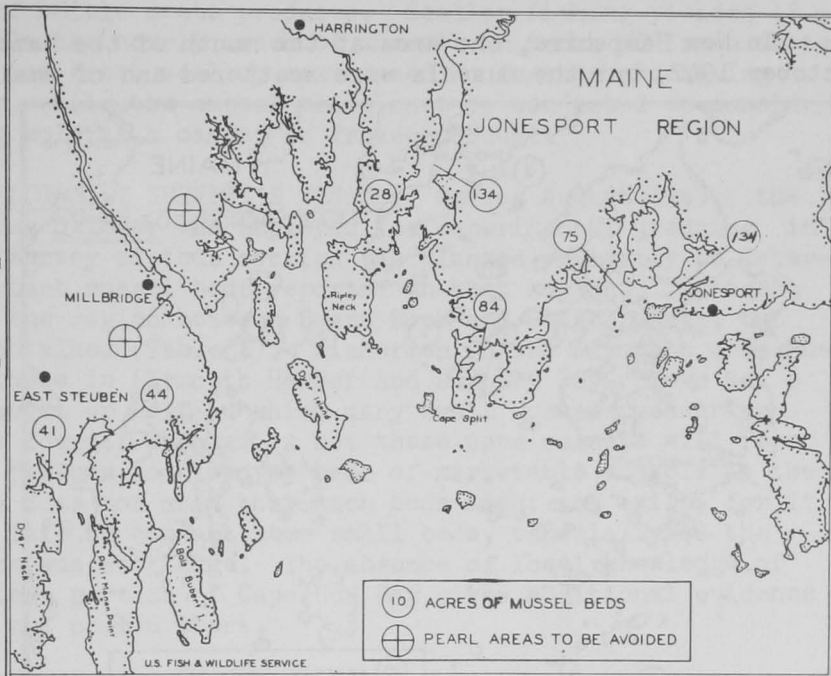 HARRINGTON
MAINE
JONESPORT REGION
28
134
75
134
MILLBRIDGE
Ripley
Neck
84
JONESPORT
EAST STEUBEN
44
41
Cape Split
Dyer Neck
Petit Manan Point
Bois Bubert
10 ACRES OF MUSSEL BEDS
PEARL AREAS TO BE AVOIDED
U.S. FISH & WILDLIFE SERVICE